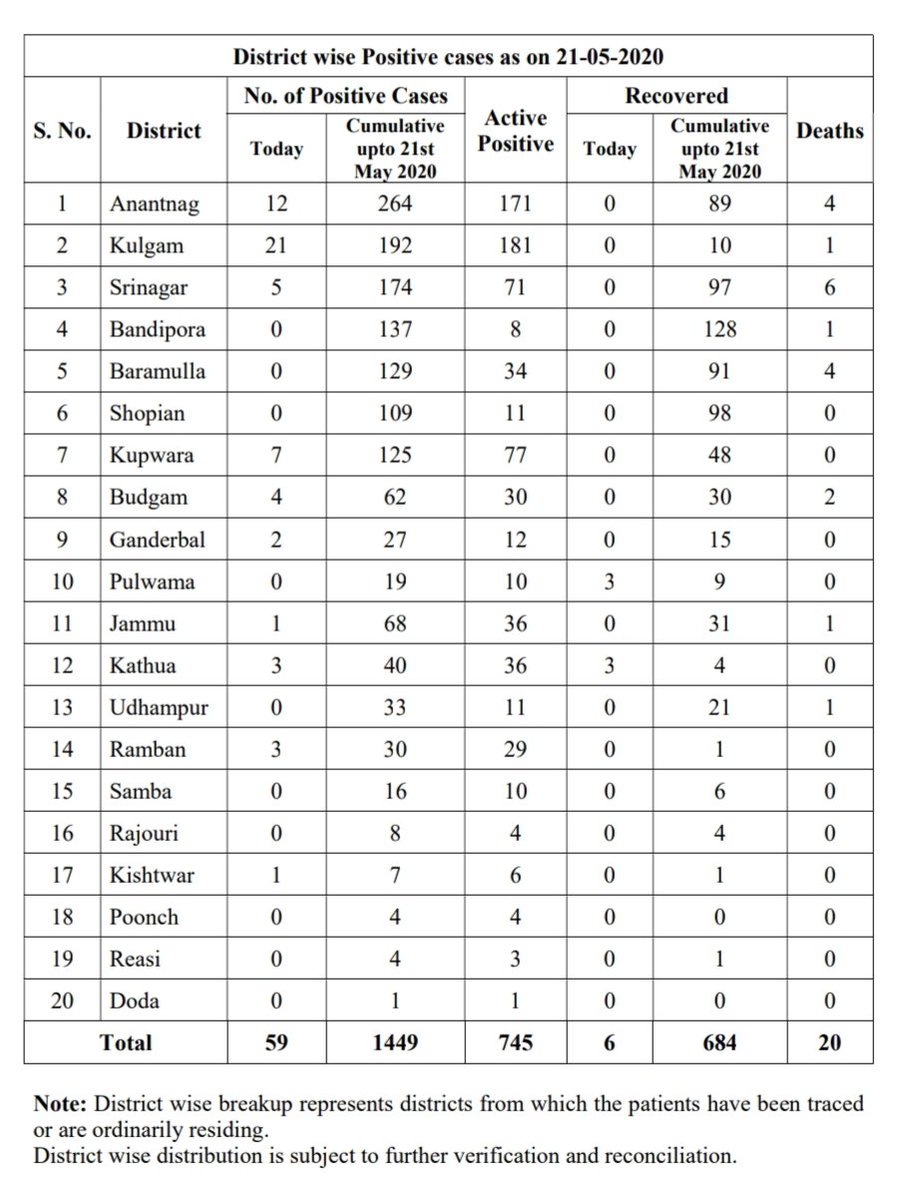 District wise Positive cases as on 21-05-2020
S. No. District No. of Positive Cases Active Positive Recovered Deaths
Today Cumulative upto 21st May 2020 Today Cumulative upto 21st May 2020
1 Anantnag 12 264 171 0 89 4
2 Kulgam 21 192 181 0 10 1
3 Srinagar 5 174 71 0 97 6
4 Bandipora 0 137 8 0 128 1
5 Baramulla 0 129 34 0 91 4
6 Shopian 0 109 11 0 98 0
7 Kupwara 7 125 77 0 48 0
8 Budgam 4 62 30 0 30 2
9 Ganderbal 2 27 12 0 15 0
10 Pulwama 0 19 10 3 9 0
11 Jammu 1 68 36 0 31 1
12 Kathua 3 40 36 3 4 0
13 Udhampur 0 33 11 0 21 1
14 Ramban 3 30 29 0 1 0
15 Samba 0 16 10 0 6 0
16 Rajouri 0 8 4 0 4 0
17 Kishtwar 1 7 6 0 1 0
18 Poonch 0 4 4 0 0 0
19 Reasi 0 4 3 0 1 0
20 Doda 0 1 1 0 0 0
Total 59 1449 745 6 684 20
Note: District wise breakup represents districts from which the patients have been traced
or are ordinarily residing.
District wise distribution is subject to further verification and reconciliation.